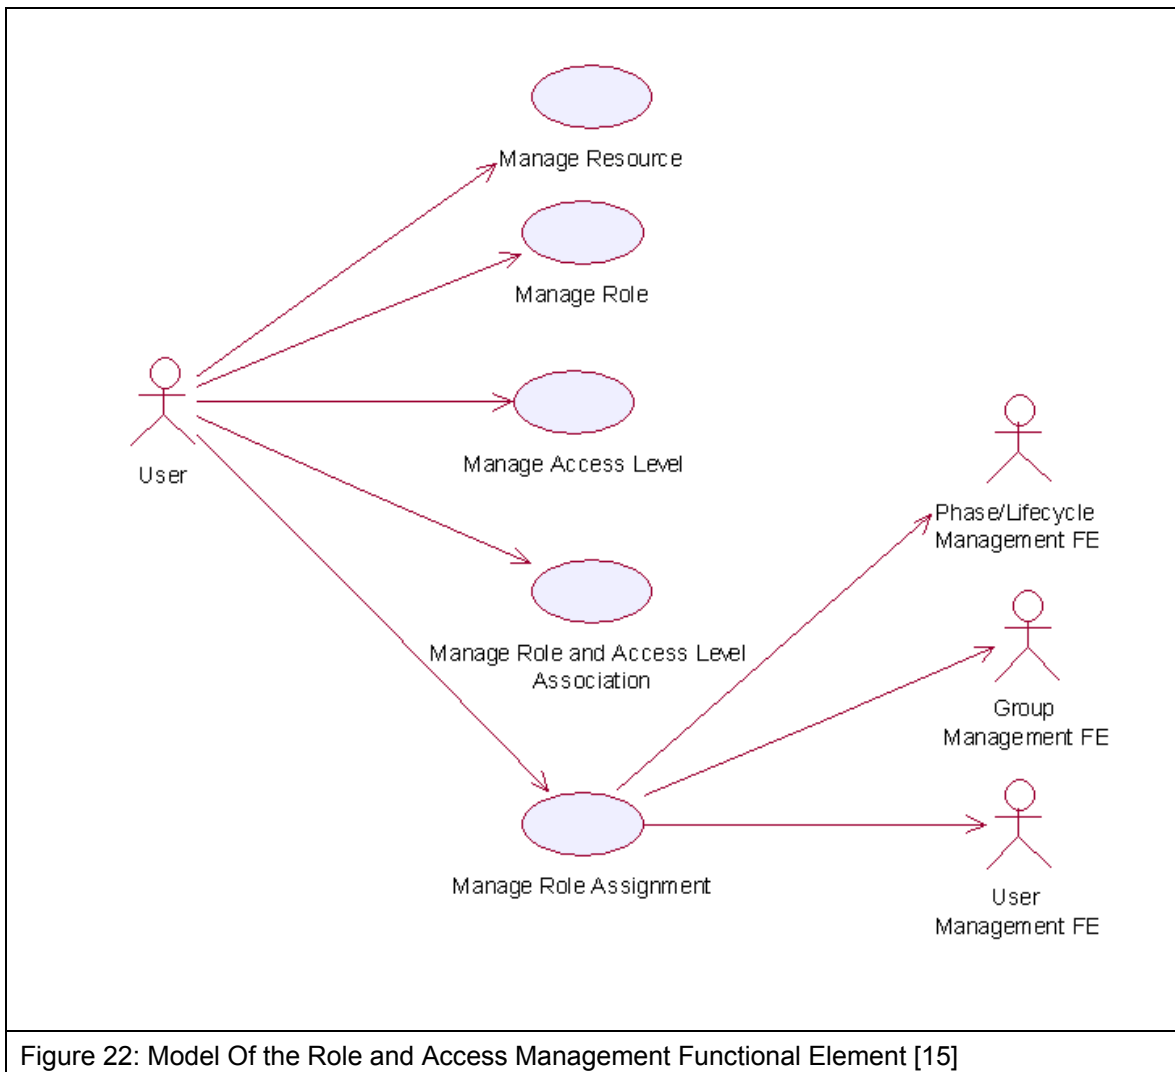 Manage Resource
Manage Role
User
Manage Access Level
Phase/Lifecycle
Management FE
Manage Role and Access Level
Association
Group
Management FE
Manage Role Assignment
User
Management FE
Figure 22: Model Of the Role and Access Management Functional Element [15]